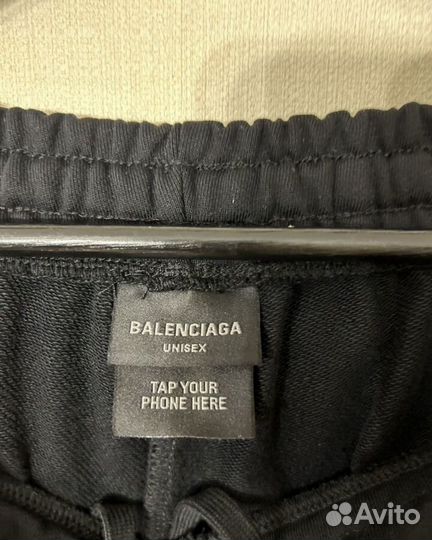 BALENCIAGA
UNISEX
TAP YOUR
PHONE HERE
Avito